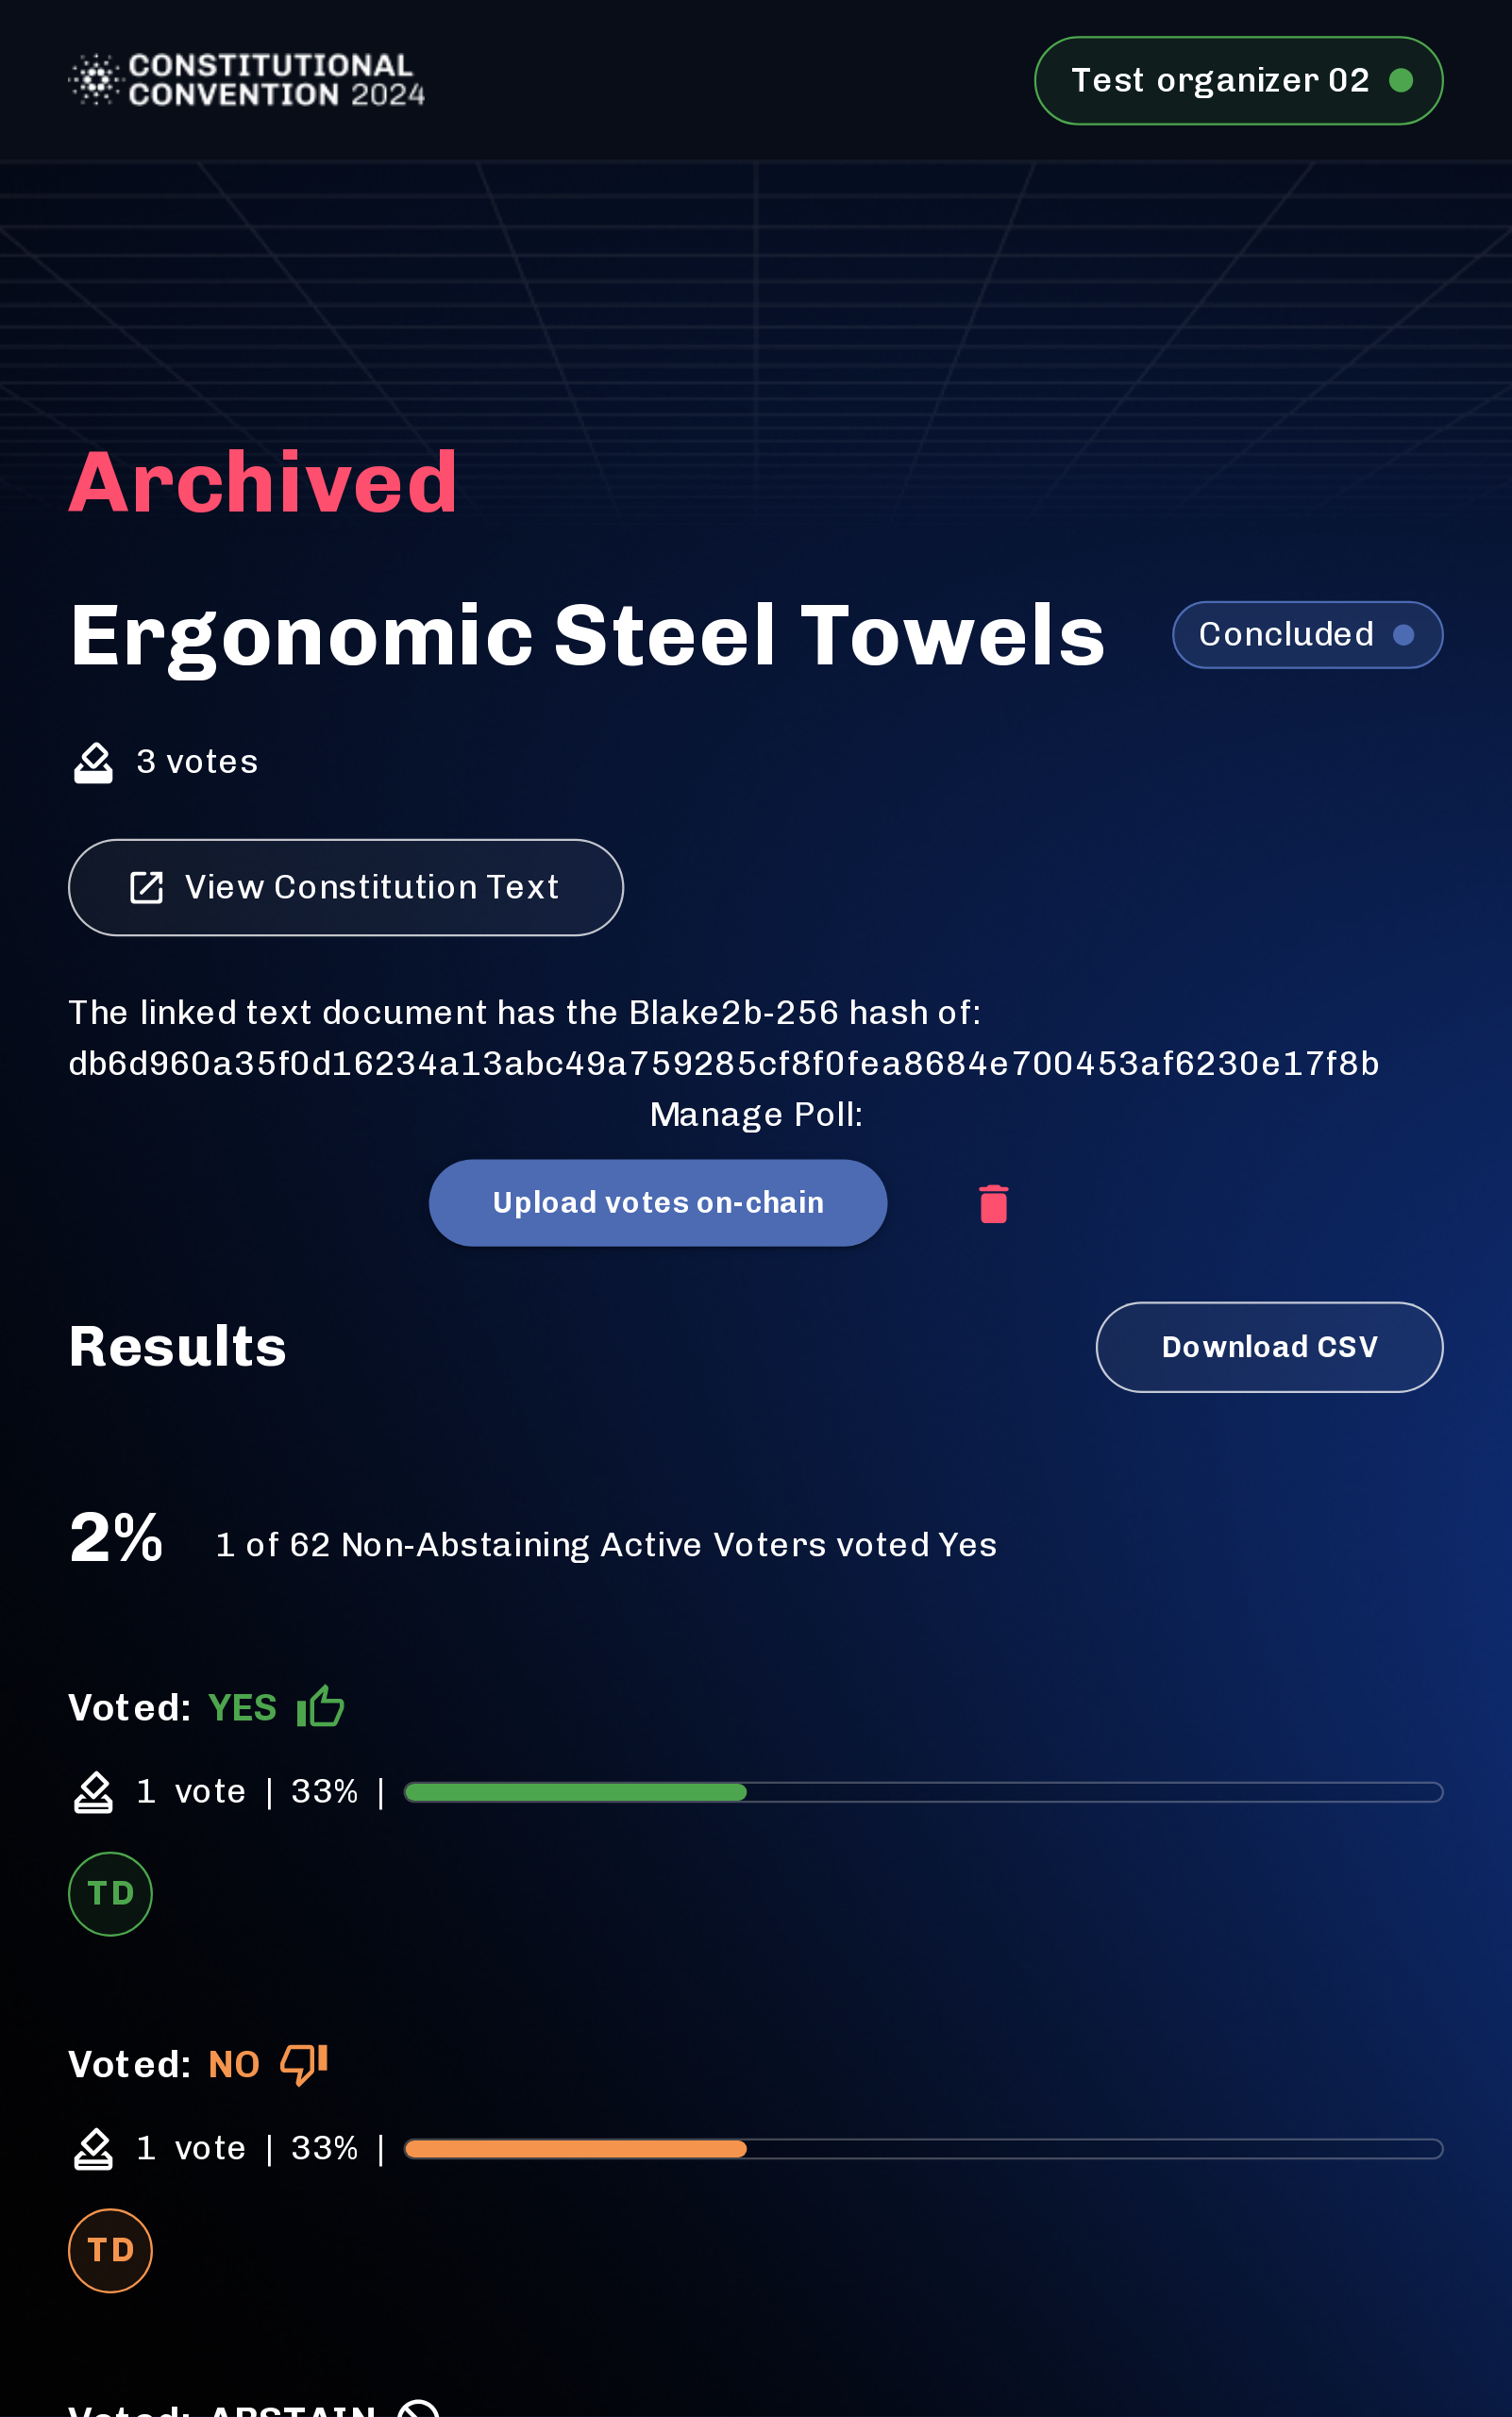 CONSTITUTIONAL
CONVENTION 2024
Test organizer 02
Archived
Ergonomic Steel Towels
Concluded
3 votes
View Constitution Text
The linked text document has the Blake2b-256 hash of:
db6d960a35f0d16234a13abc49a759285cf8f0fea8684e700453af6230e17f8b
Manage Poll:
Upload votes on-chain
Results
Download CSV
2%
1 of 62 Non-Abstaining Active Voters voted Yes
Voted: YES
1 vote | 33% |
TD
Voted: NO
1 vote | 33% |
TD
Voted: ABSTAIN